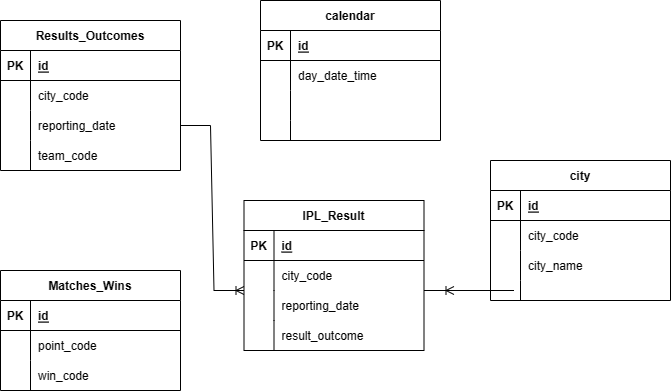 calendar
PK id
day_date_time
Results_Outcomes
PK id
city_code
reporting_date
team_code
city
PK id
city_code
city_name
IPL_Result
PK id
city_code
reporting_date
result_outcome
Matches_Wins
PK id
point_code
win_code